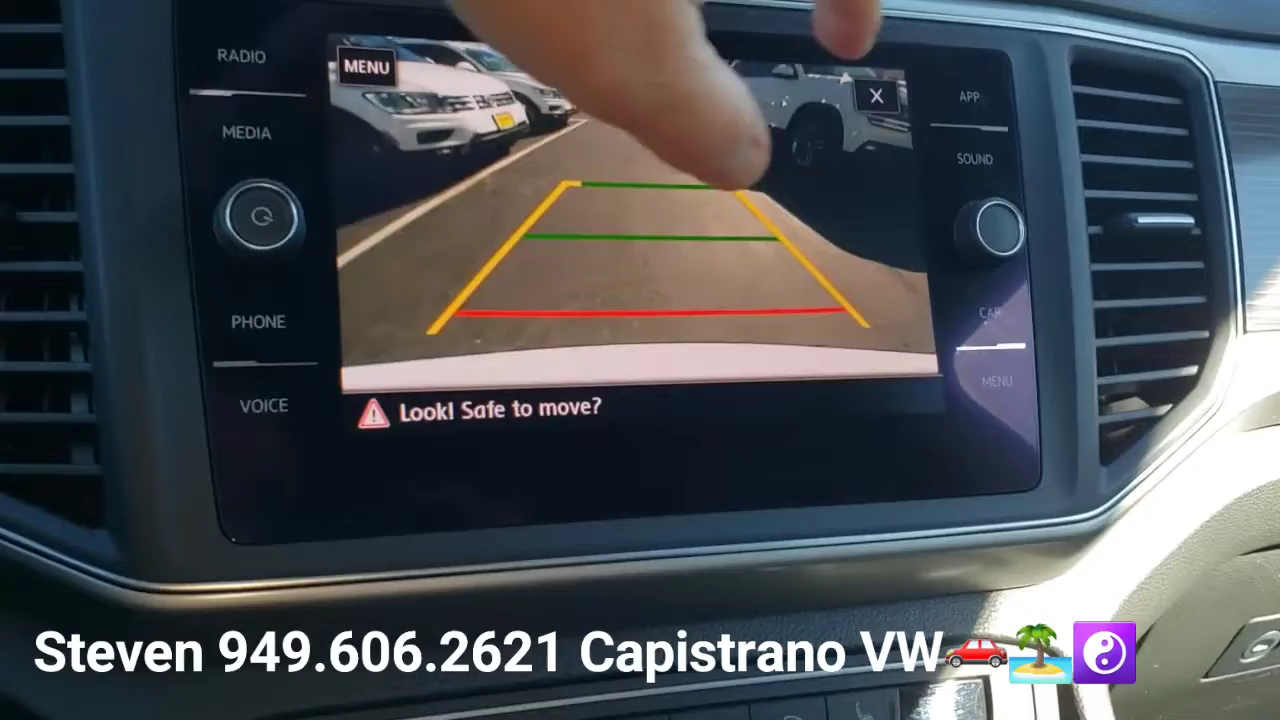 RADIO
MEDIA
PHONE
VOICE
MENU
X
Look! Safe to move?
APP
SOUND
CAR
MENU
Steven 949.606.2621 Capistrano VW🚗🏝️☯️